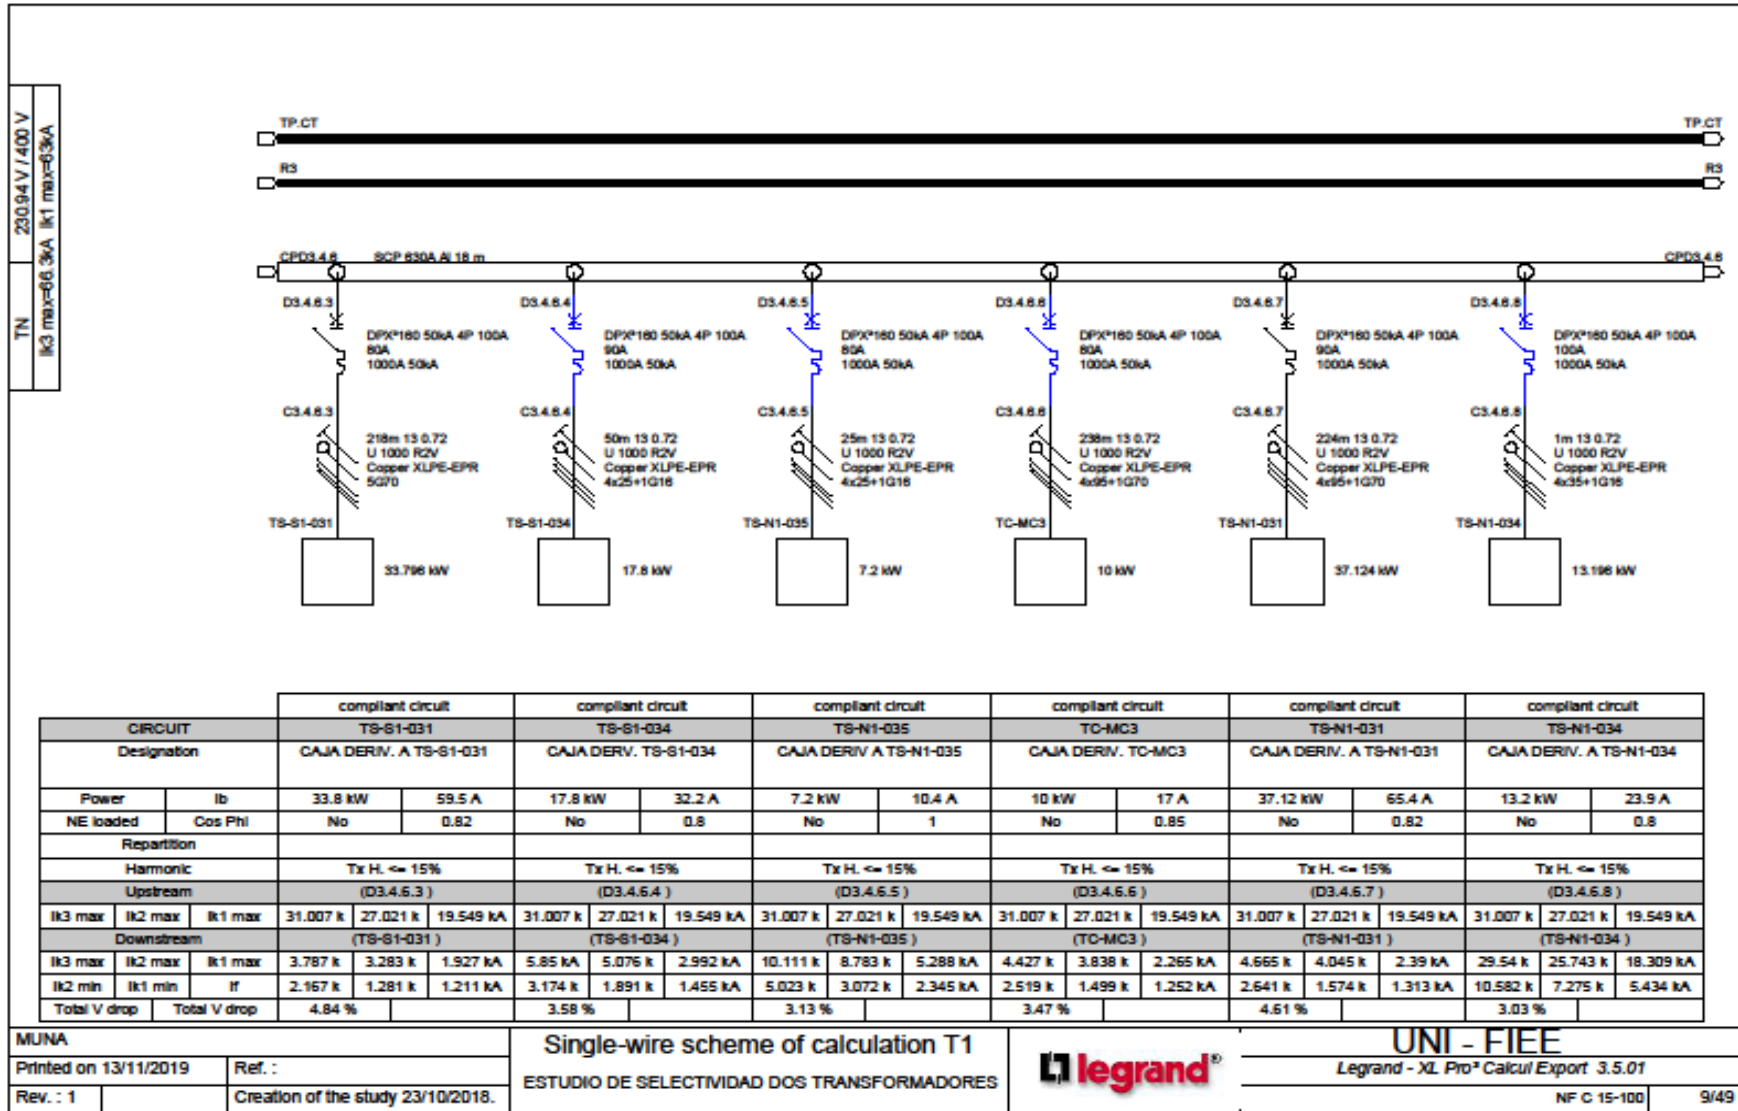 230.94 V / 400 V
TN
Ik3 max=66.3kA Ik1 max=63kA
TP.CT TP.CT
R3 R3
CPD3.4.6 SCP 630A Al 18 m CPD3.4.6
D3.4.6.3 D3.4.6.4 D3.4.6.5 D3.4.6.6 D3.4.6.7 D3.4.6.8
DPX³160 50kA 4P 100A DPX³160 50kA 4P 100A DPX³160 50kA 4P 100A DPX³160 50kA 4P 100A DPX³160 50kA 4P 100A DPX³160 50kA 4P 100A
80A 90A 80A 80A 90A 100A
1000A 50kA 1000A 50kA 1000A 50kA 1000A 50kA 1000A 50kA 1000A 50kA
C3.4.6.3 C3.4.6.4 C3.4.6.5 C3.4.6.6 C3.4.6.7 C3.4.6.8
218m 13 0.72 50m 13 0.72 25m 13 0.72 238m 13 0.72 224m 13 0.72 1m 13 0.72
U 1000 R2V U 1000 R2V U 1000 R2V U 1000 R2V U 1000 R2V U 1000 R2V
Copper XLPE-EPR Copper XLPE-EPR Copper XLPE-EPR Copper XLPE-EPR Copper XLPE-EPR Copper XLPE-EPR
5G70 4x25+1G16 4x25+1G16 4x95+1G70 4x95+1G70 4x35+1G16
TS-S1-031 TS-S1-034 TS-N1-035 TC-MC3 TS-N1-031 TS-N1-034
33.798 kW 17.8 kW 7.2 kW 10 kW 37.124 kW 13.198 kW
compliant circuit compliant circuit compliant circuit compliant circuit compliant circuit compliant circuit
CIRCUIT TS-S1-031 TS-S1-034 TS-N1-035 TC-MC3 TS-N1-031 TS-N1-034
Designation CAJA DERIV. A TS-S1-031 CAJA DERIV. TS-S1-034 CAJA DERIV A TS-N1-035 CAJA DERIV. TC-MC3 CAJA DERIV. A TS-N1-031 CAJA DERIV. A TS-N1-034
Power Ib 33.8 kW 59.5 A 17.8 kW 32.2 A 7.2 kW 10.4 A 10 kW 17 A 37.12 kW 65.4 A 13.2 kW 23.9 A
NE loaded Cos Phi No 0.82 No 0.8 No 1 No 0.85 No 0.82 No 0.8
Repartition
Harmonic Tx H. <= 15% Tx H. <= 15% Tx H. <= 15% Tx H. <= 15% Tx H. <= 15% Tx H. <= 15%
Upstream (D3.4.6.3 ) (D3.4.6.4 ) (D3.4.6.5 ) (D3.4.6.6 ) (D3.4.6.7 ) (D3.4.6.8 )
Ik3 max Ik2 max Ik1 max 31.007 k 27.021 k 19.549 kA 31.007 k 27.021 k 19.549 kA 31.007 k 27.021 k 19.549 kA 31.007 k 27.021 k 19.549 kA 31.007 k 27.021 k 19.549 kA 31.007 k 27.021 k 19.549 kA
Downstream (TS-S1-031 ) (TS-S1-034 ) (TS-N1-035 ) (TC-MC3 ) (TS-N1-031 ) (TS-N1-034 )
Ik3 max Ik2 max Ik1 max 3.787 k 3.283 k 1.927 kA 5.85 kA 5.076 k 2.992 kA 10.111 k 8.783 k 5.288 kA 4.427 k 3.838 k 2.265 kA 4.665 k 4.045 k 2.39 kA 29.54 k 25.743 k 18.309 kA
Ik2 min Ik1 min If 2.167 k 1.281 k 1.211 kA 3.174 k 1.891 k 1.455 kA 5.023 k 3.072 k 2.345 kA 2.519 k 1.499 k 1.252 kA 2.641 k 1.574 k 1.313 kA 10.582 k 7.275 k 5.434 kA
Total V drop Total V drop 4.84 % 3.58 % 3.13 % 3.47 % 4.61 % 3.03 %
MUNA
Printed on 13/11/2019 Ref. :
Rev. : 1 Creation of the study 23/10/2018.
Single-wire scheme of calculation T1
ESTUDIO DE SELECTIVIDAD DOS TRANSFORMADORES
legrand®
UNI - FIEE
Legrand - XL Pro³ Calcul Export 3.5.01
NF C 15-100 9/49